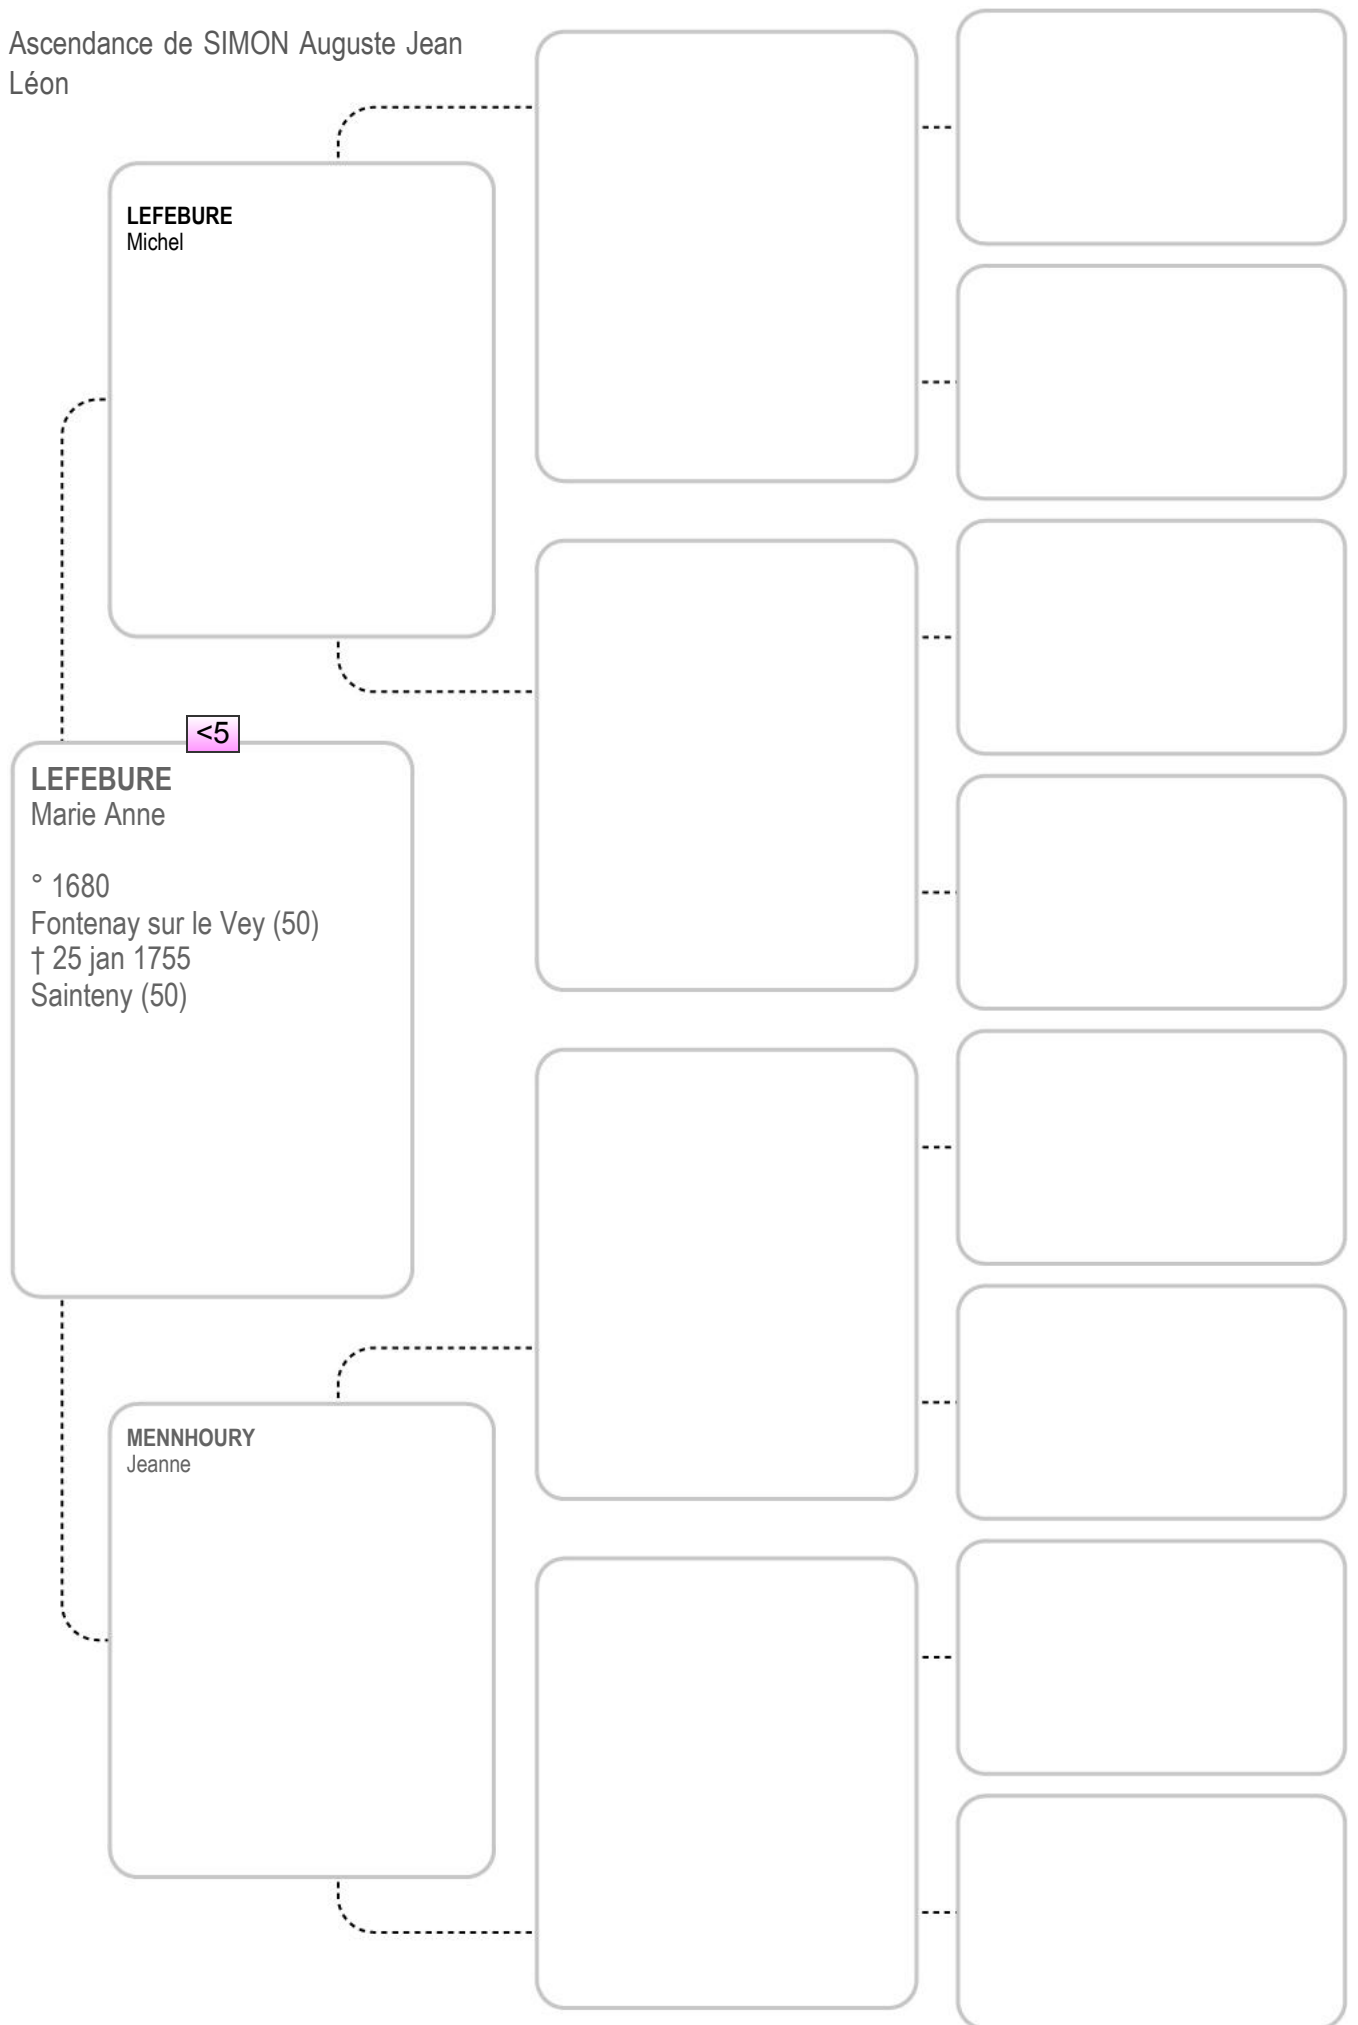 Ascendance de SIMON Auguste Jean
Léon
LEFEBURE
Michel
<5
LEFEBURE
Marie Anne
° 1680
Fontenay sur le Vey (50)
† 25 jan 1755
Sainteny (50)
MENNHOURY
Jeanne